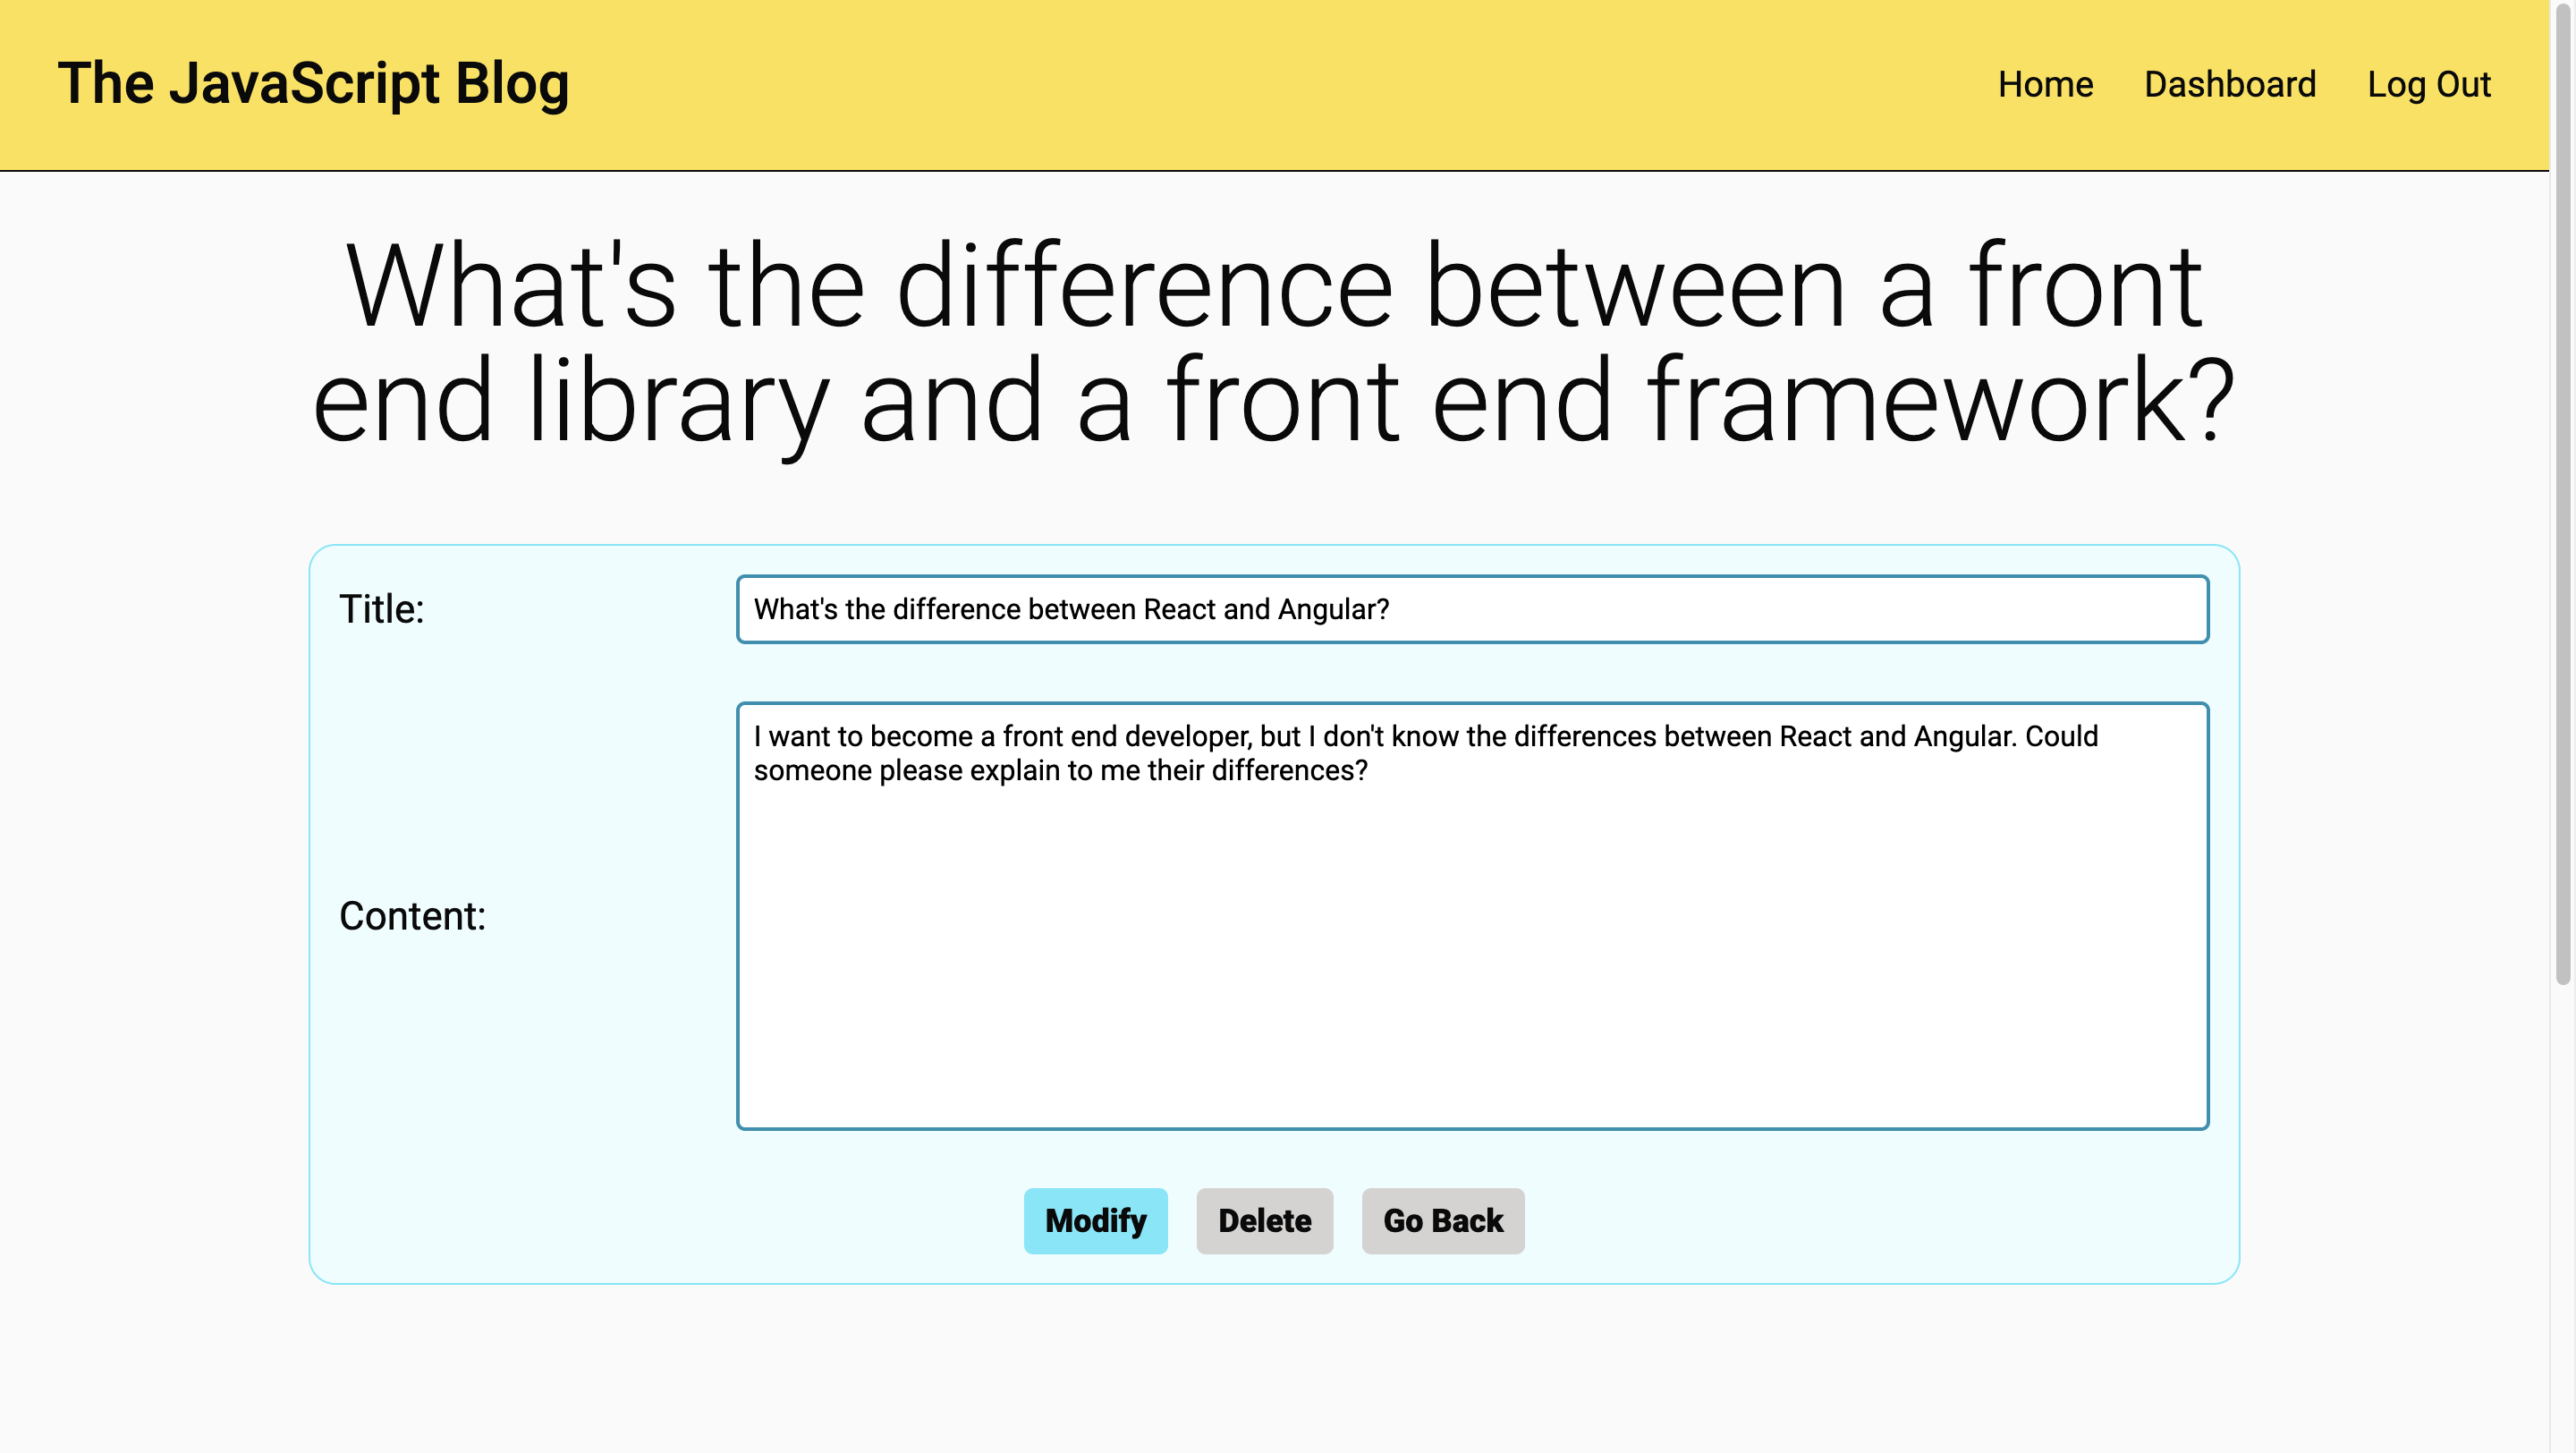 The JavaScript Blog
Home Dashboard Log Out
What's the difference between a front
end library and a front end framework?
Title:
What's the difference between React and Angular?
Content:
I want to become a front end developer, but I don't know the differences between React and Angular. Could
someone please explain to me their differences?
Modify Delete Go Back